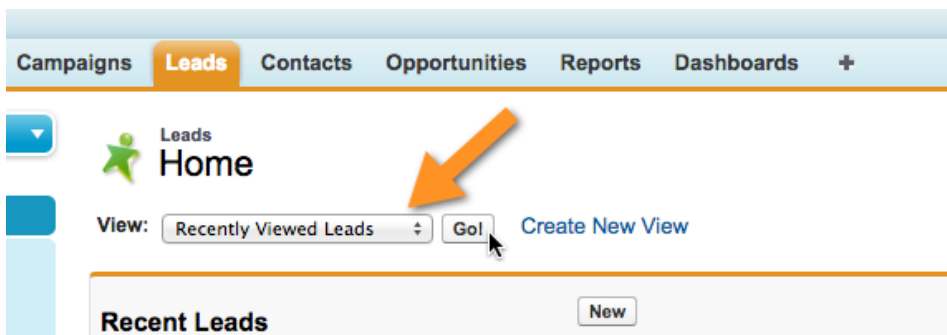 Campaigns Leads Contacts Opportunities Reports Dashboards +
Leads
Home
View: Recently Viewed Leads Go! Create New View
Recent Leads New